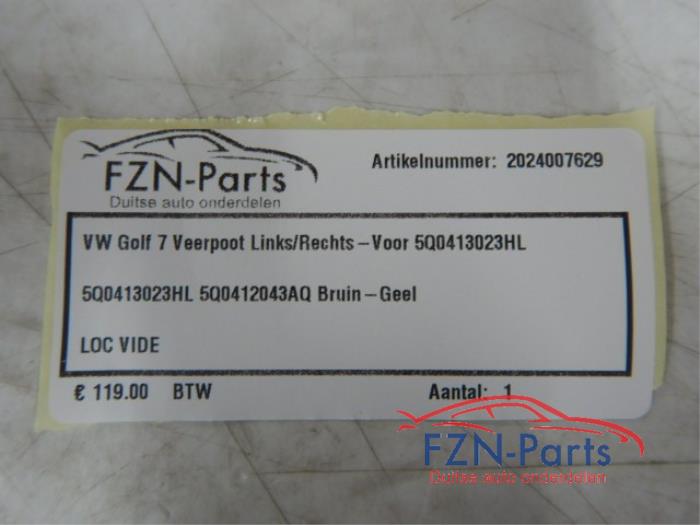 FZN-Parts
Duitse auto onderdelen
Artikelnummer: 2024007629
VW Golf 7 Veerpoot Links/Rechts-Voor 5Q0413023HL
5Q0413023HL 5Q0412043AQ Bruin-Geel
LOC VIDE
€ 119.00 BTW
Aantal: 1
FZN-Parts
Duitse auto onderdelen